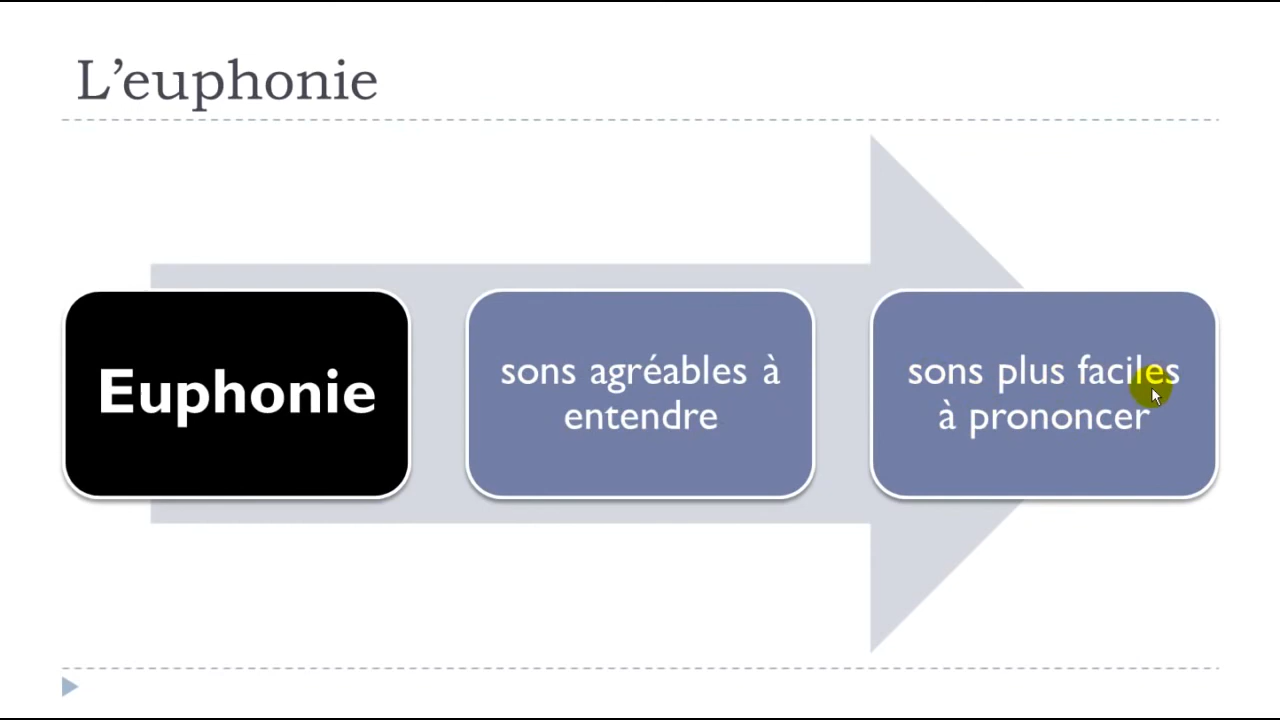 L’euphonie
Euphonie
sons agréables à
entendre
sons plus faciles
à prononcer